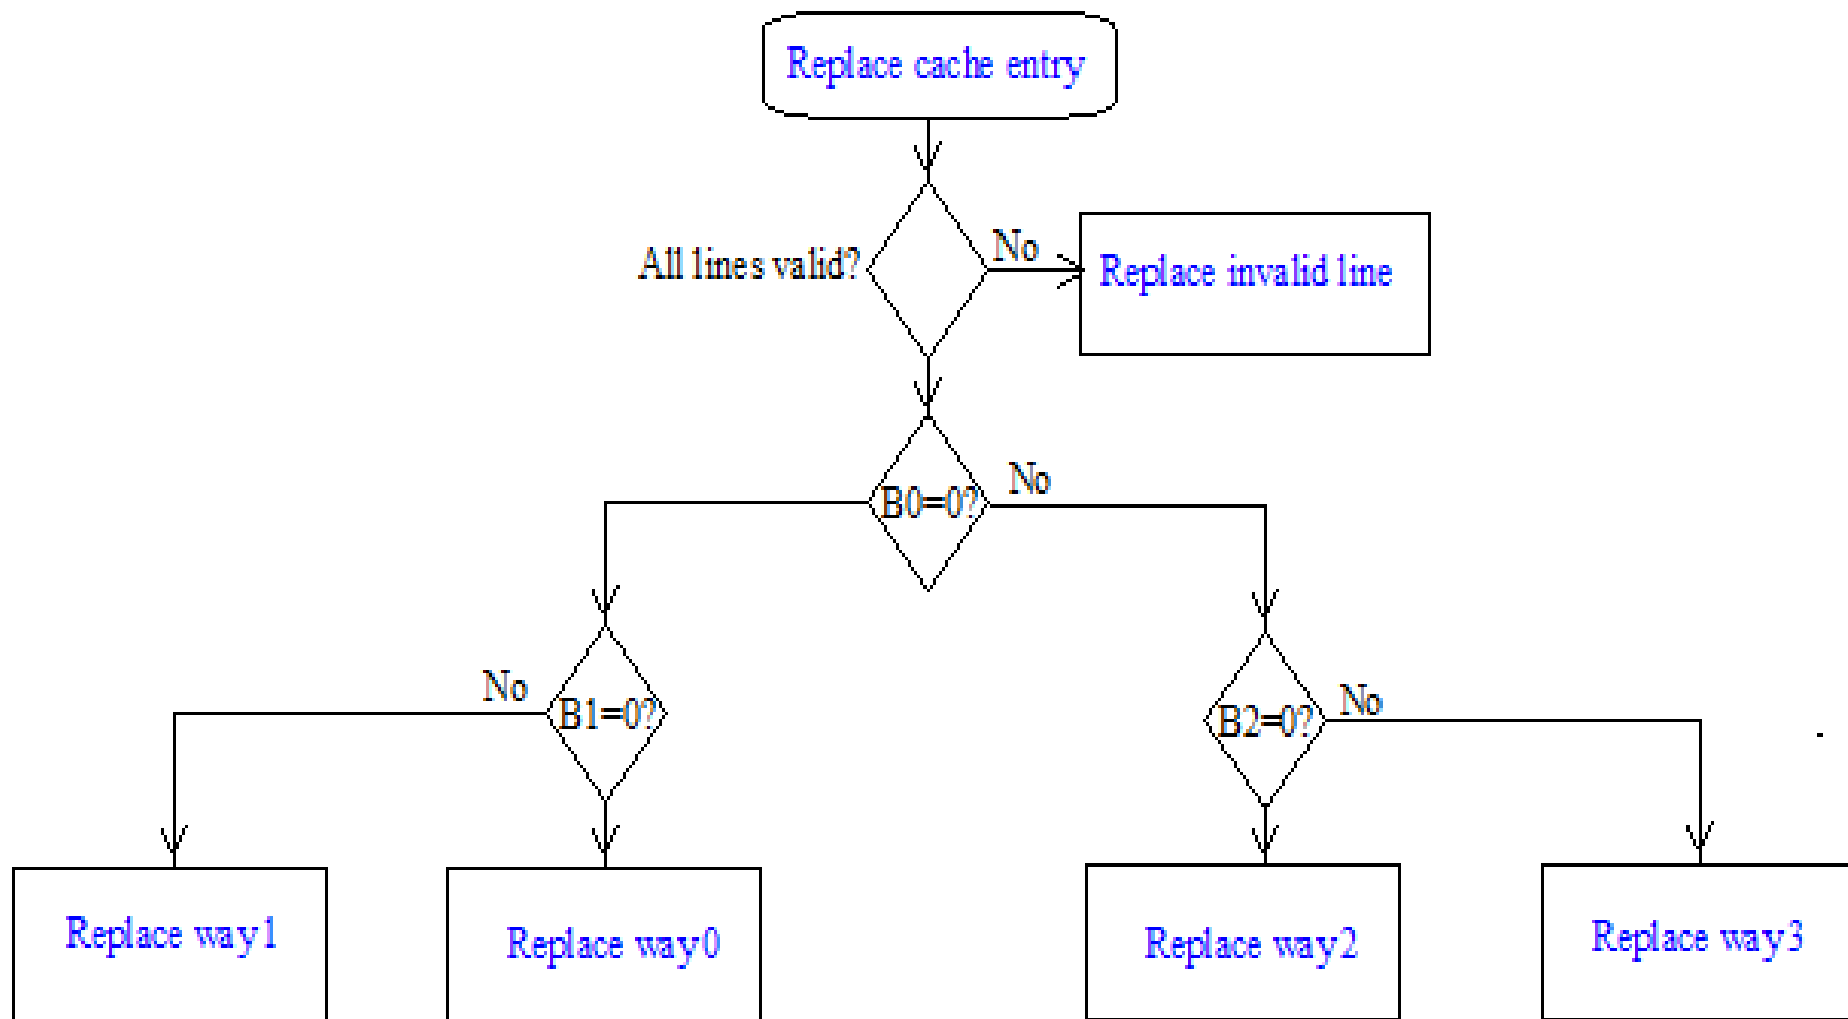 Replace cache entry
All lines valid?
No
Replace invalid line
B0=0?
No
No
B1=0?
B2=0?
No
Replace way1
Replace way0
Replace way2
Replace way3